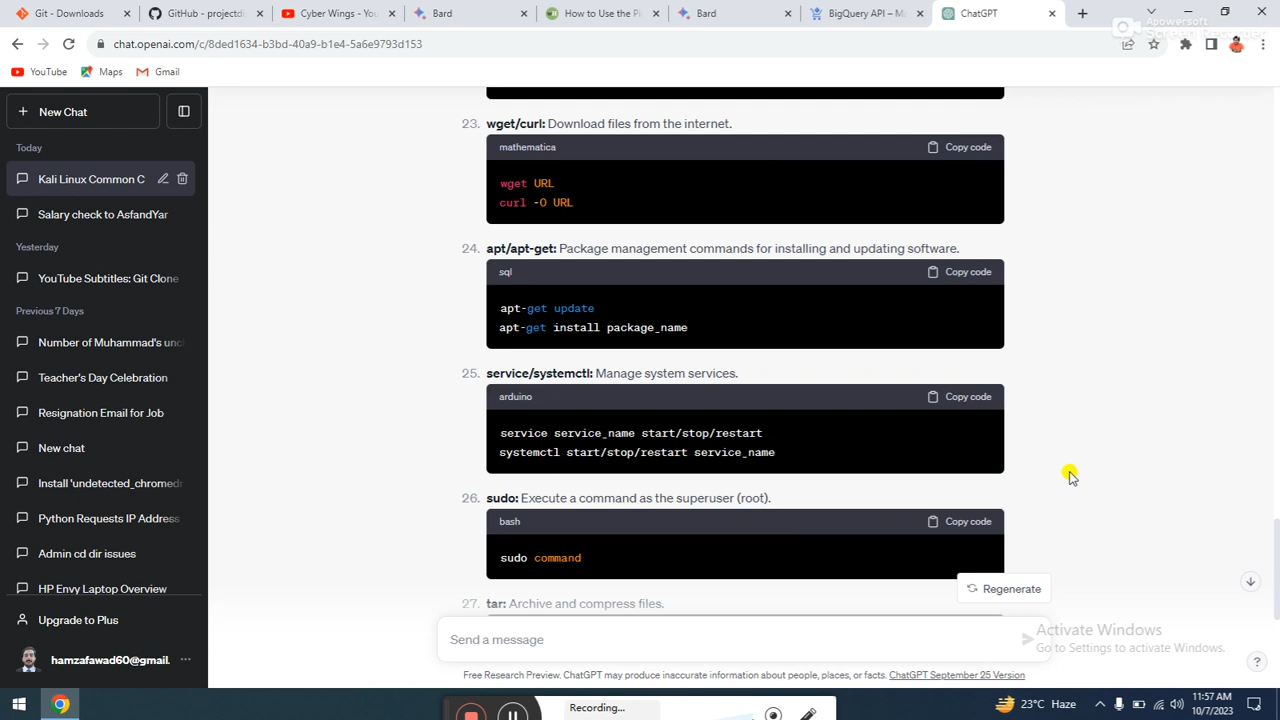 Git - Downloads
GitHub - projectdi
Cyber Wings - You
Bard
How to Use the Pl
Bard
BigQuery API – Ma
ChatGPT
Apowersoft
Screen Recorder
chat.openai.com/c/8ded1634-b3bd-40a9-b1e4-5a6e9793d153
YouTube
Maps
Gmail
New Chat
Today
Kali Linux Common C
Salary check to AsfandYar
Yesterday
YouTube Subtitles: Git Clone
Previous 7 Days
Number of Muhammad's unc
Teacher's Day Celebration
Resignation Email for Job
New chat
Install 'undetected_chromedr
Python Requests IP Address
Admin cd dir issues
HP Envy Laptop Overview
Upgrade to Plus
hamzafawad60@gmail.
23. wget/curl: Download files from the internet.
mathematica
Copy code
wget URL
curl -O URL
24. apt/apt-get: Package management commands for installing and updating software.
sql
Copy code
apt-get update
apt-get install package_name
25. service/systemctl: Manage system services.
arduino
Copy code
service service_name start/stop/restart
systemctl start/stop/restart service_name
26. sudo: Execute a command as the superuser (root).
bash
Copy code
sudo command
Regenerate
27. tar: Archive and compress files.
Send a message
Activate Windows
Go to Settings to activate Windows.
Free Research Preview. ChatGPT may produce inaccurate information about people, places, or facts. ChatGPT September 25 Version
?
Recording...
23°C Haze
11:57 AM
10/7/2023